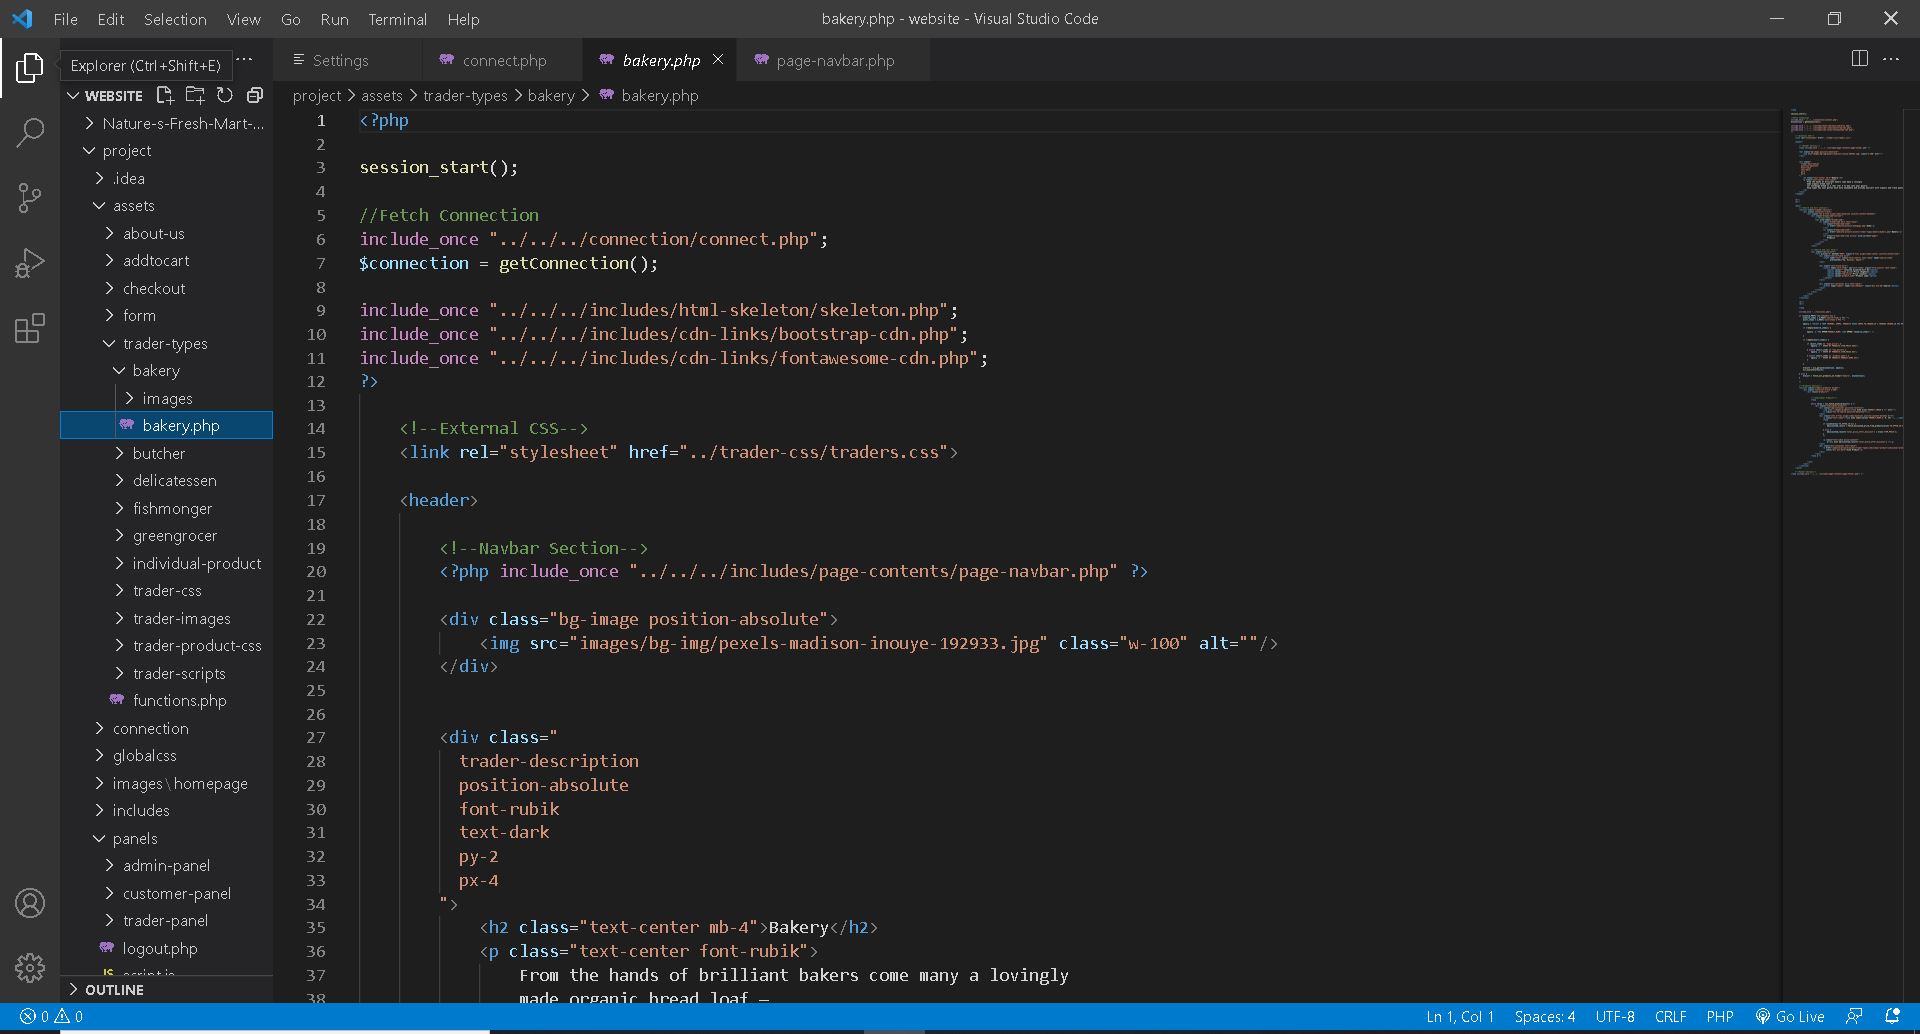 File Edit Selection View Go Run Terminal Help
bakery.php - website - Visual Studio Code
Explorer (Ctrl+Shift+E)
Settings
connect.php
bakery.php
page-navbar.php
WEBSITE
project > assets > trader-types > bakery > bakery.php
Nature-s-Fresh-Mart-...
project
.idea
assets
about-us
addtocart
checkout
form
trader-types
bakery
images
bakery.php
butcher
delicatessen
fishmonger
greengrocer
individual-product
trader-css
trader-images
trader-product-css
trader-scripts
functions.php
connection
globalcss
images\homepage
includes
panels
admin-panel
customer-panel
trader-panel
logout.php
JS script.js
OUTLINE
1 <?php
2
3 session_start();
4
5 //Fetch Connection
6 include_once "../../../connection/connect.php";
7 $connection = getConnection();
8
9 include_once "../../../includes/html-skeleton/skeleton.php";
10 include_once "../../../includes/cdn-links/bootstrap-cdn.php";
11 include_once "../../../includes/cdn-links/fontawesome-cdn.php";
12 ?>
13
14 <!--External CSS-->
15 <link rel="stylesheet" href="../trader-css/traders.css">
16
17 <header>
18
19 <!--Navbar Section-->
20 <?php include_once "../../../includes/page-contents/page-navbar.php" ?>
21
22 <div class="bg-image position-absolute">
23 <img src="images/bg-img/pexels-madison-inouye-192933.jpg" class="w-100" alt=""/>
24 </div>
25
26
27 <div class="
28 trader-description
29 position-absolute
30 font-rubik
31 text-dark
32 py-2
33 px-4
34 ">
35 <h2 class="text-center mb-4">Bakery</h2>
36 <p class="text-center font-rubik">
37 From the hands of brilliant bakers come many a lovingly
38 made organic bread loaf –
0 0
Ln 1, Col 1 Spaces: 4 UTF-8 CRLF PHP Go Live